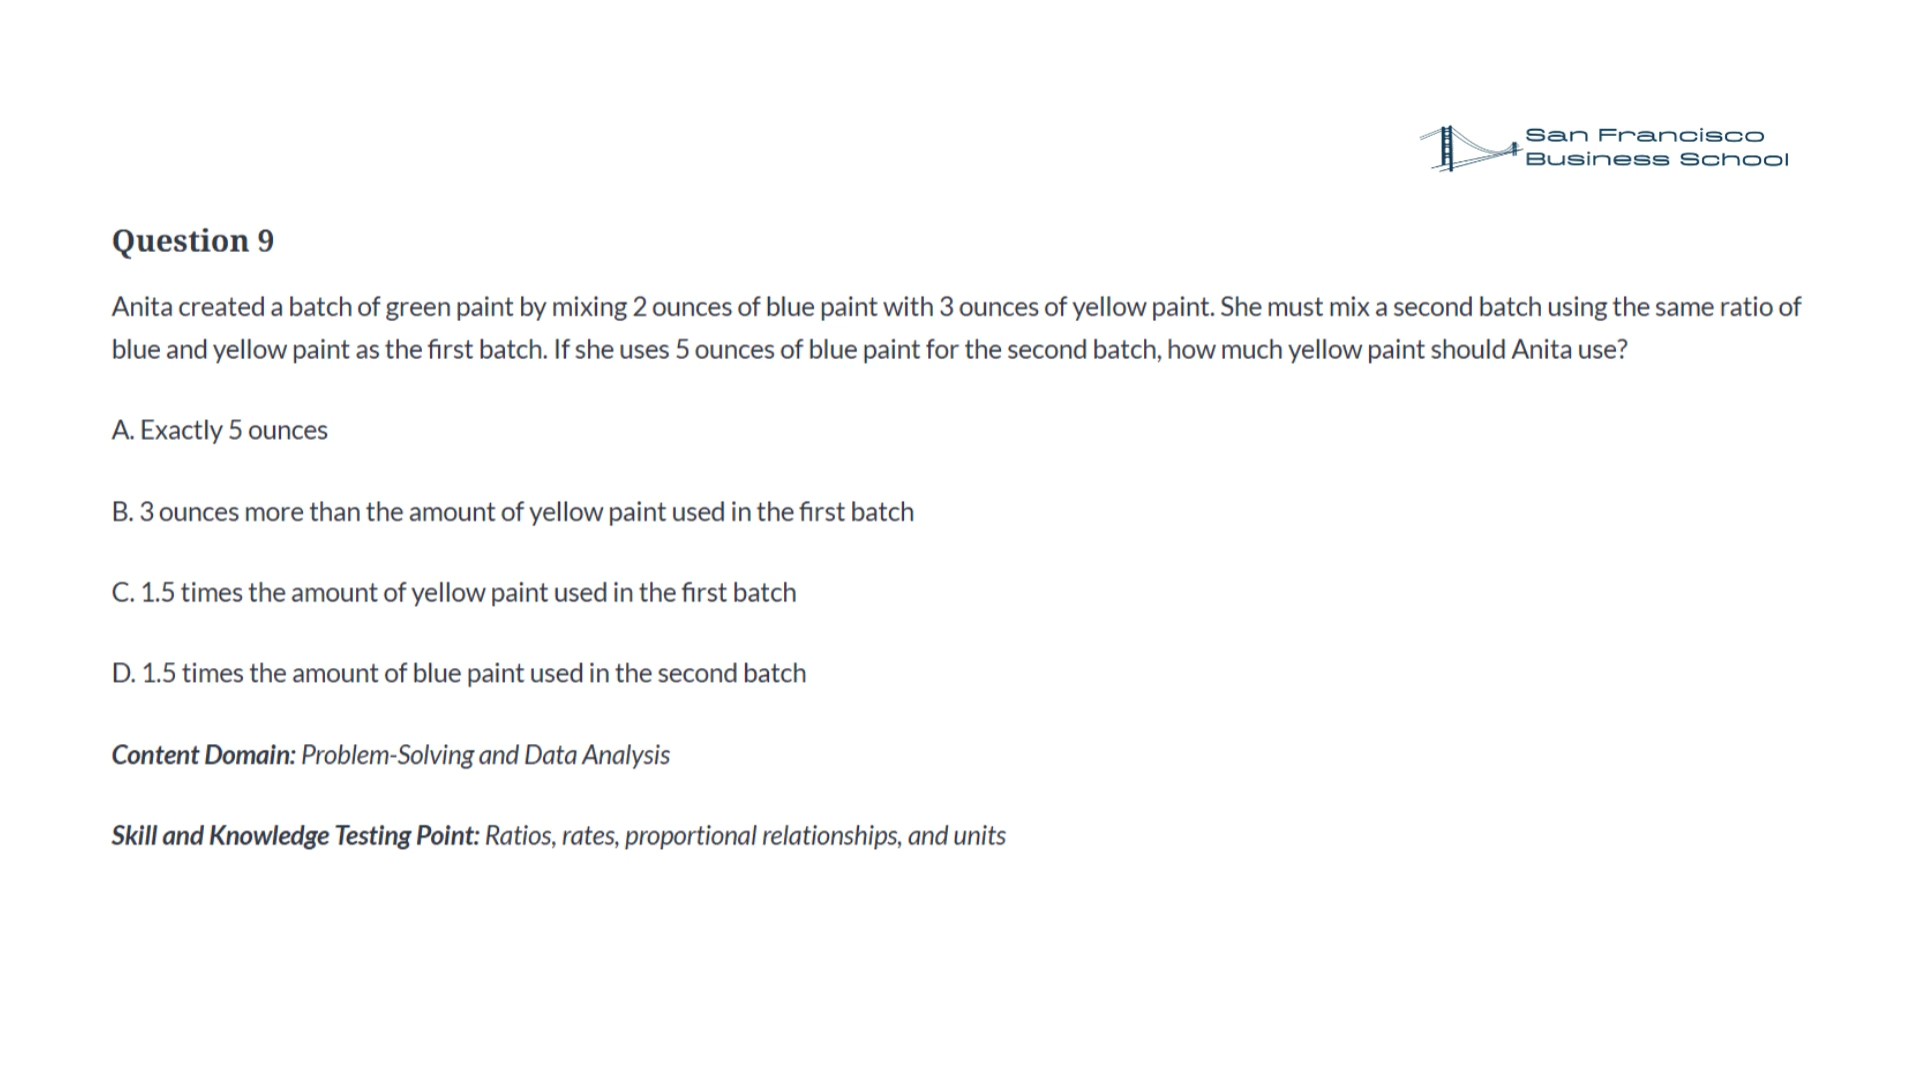 San Francisco
Business School
Question 9
Anita created a batch of green paint by mixing 2 ounces of blue paint with 3 ounces of yellow paint. She must mix a second batch using the same ratio of
blue and yellow paint as the first batch. If she uses 5 ounces of blue paint for the second batch, how much yellow paint should Anita use?
A. Exactly 5 ounces
B. 3 ounces more than the amount of yellow paint used in the first batch
C. 1.5 times the amount of yellow paint used in the first batch
D. 1.5 times the amount of blue paint used in the second batch
Content Domain: Problem-Solving and Data Analysis
Skill and Knowledge Testing Point: Ratios, rates, proportional relationships, and units